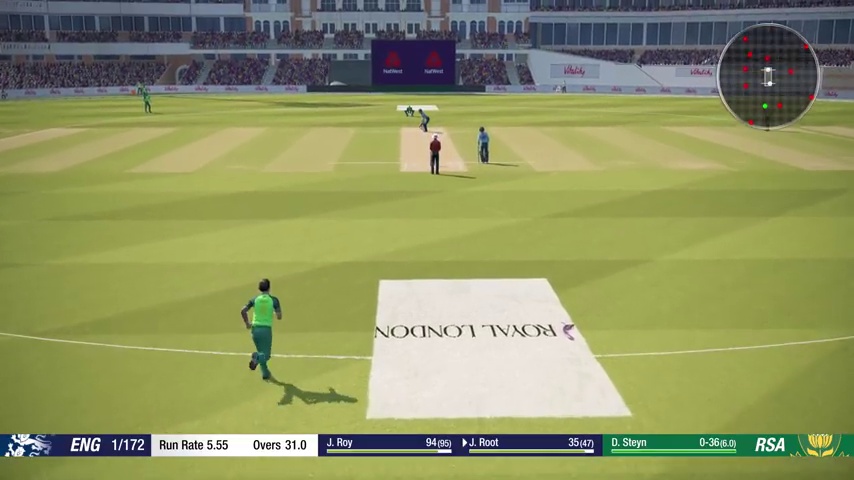 NatWest NatWest
Vitality
Vitality
ROYAL LONDON
ENG 1/172 Run Rate 5.55 Overs 31.0 J. Roy 94(95) J. Root 35(47) D. Steyn 0-36(6.0) RSA